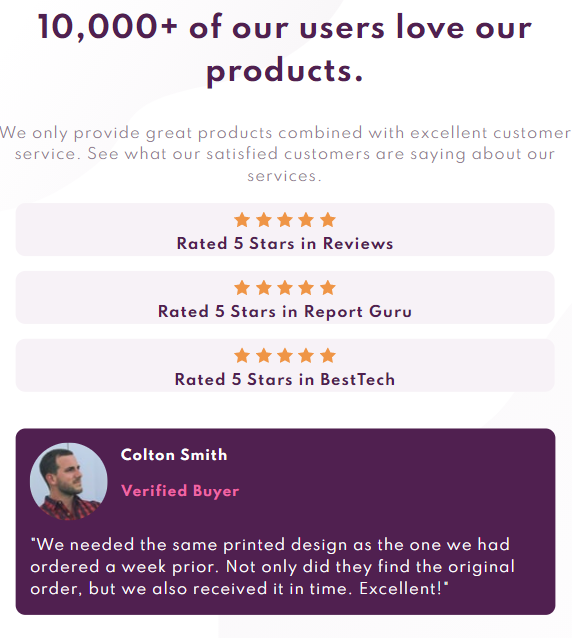 10,000+ of our users love our
products.
We only provide great products combined with excellent customer
service. See what our satisfied customers are saying about our
services.
Rated 5 Stars in Reviews
Rated 5 Stars in Report Guru
Rated 5 Stars in BestTech
Colton Smith
Verified Buyer
"We needed the same printed design as the one we had
ordered a week prior. Not only did they find the original
order, but we also received it in time. Excellent!"